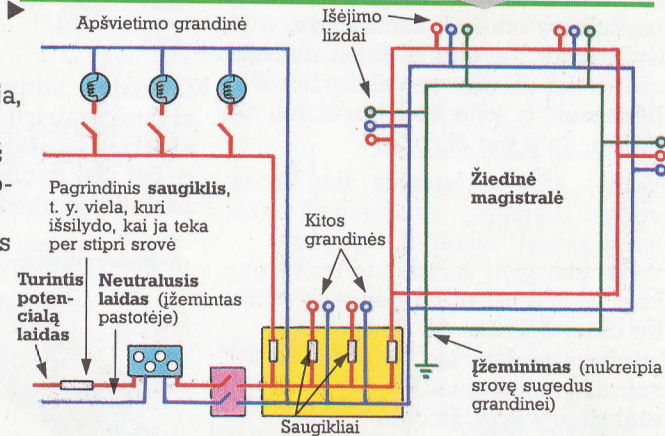 Apšvietimo grandinė
Išėjimo
lizdai
Žiedinė
magistralė
Pagrindinis saugiklis,
t. y. viela, kuri
išsilydo, kai ja teka
per stipri srovė
Kitos
grandinės
Turintis
poten-
cialą
laidas
Neutralusis
laidas (įžemintas
pastotėje)
Įžeminimas (nukreipia
srovę sugedus
grandinei)
Saugikliai